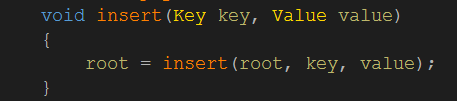 void insert(Key key, Value value)
{
    root = insert(root, key, value);
}